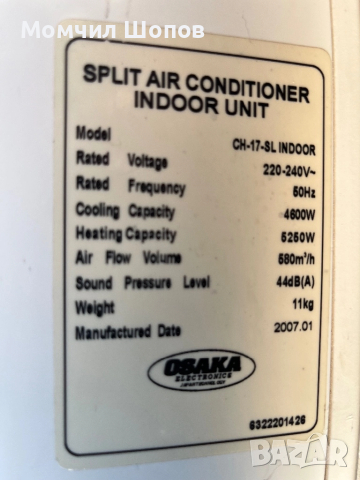 Момчил Шопов
SPLIT AIR CONDITIONER
INDOOR UNIT
Model CH-17-SL INDOOR
Rated Voltage 220-240V~
Rated Frequency 50Hz
Cooling Capacity 4600W
Heating Capacity 5250W
Air Flow Volume 580m³/h
Sound Pressure Level 44dB(A)
Weight 11kg
Manufactured Date 2007.01
OSAKA
ELECTRONICS
6322201426
BAZAR